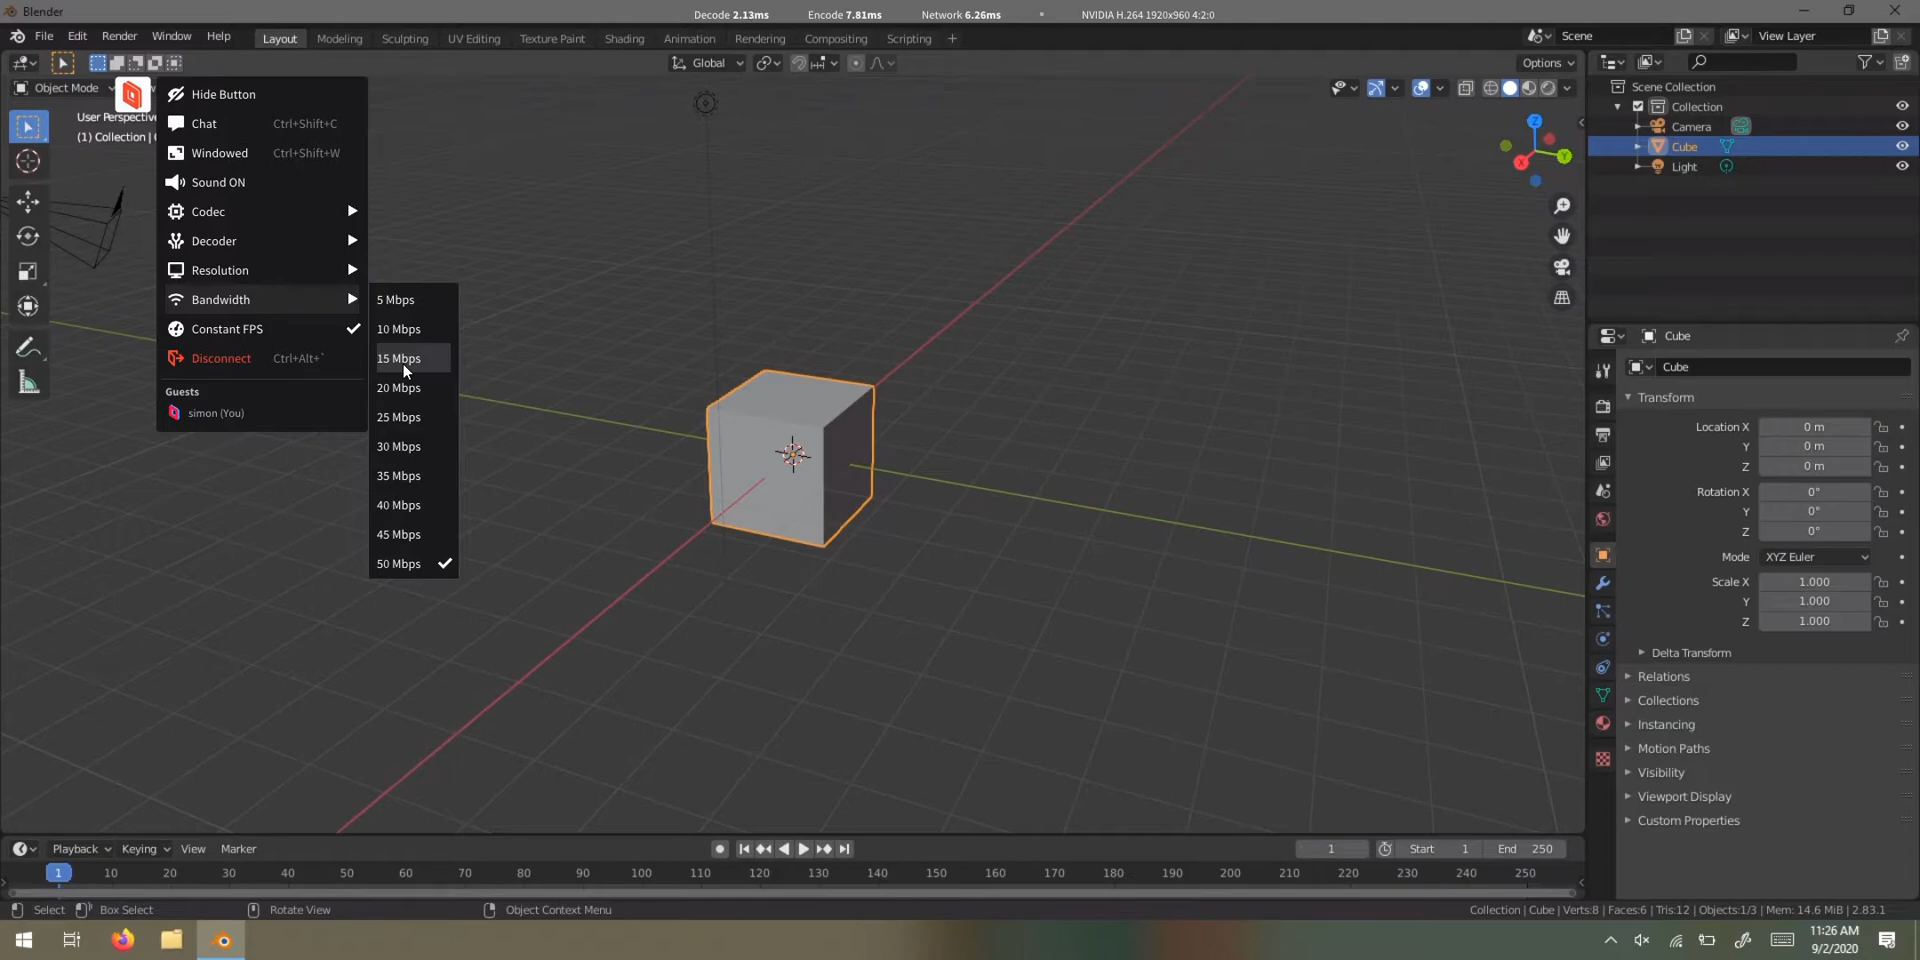 Blender
Decode 2.13ms Encode 7.81ms Network 6.26ms • NVIDIA H.264 1920x960 4:2:0
File Edit Render Window Help Layout Modeling Sculpting UV Editing Texture Paint Shading Animation Rendering Compositing Scripting + Scene View Layer
Global Options
Object Mode
User Perspective
(1) Collection |
Hide Button
Chat Ctrl+Shift+C
Windowed Ctrl+Shift+W
Sound ON
Codec
Decoder
Resolution
Bandwidth
Constant FPS
Disconnect Ctrl+Alt+`
Guests
simon (You)
5 Mbps
10 Mbps
15 Mbps
20 Mbps
25 Mbps
30 Mbps
35 Mbps
40 Mbps
45 Mbps
50 Mbps
Z
X
Y
Scene Collection
Collection
Camera
Cube
Light
Cube
Cube
Transform
Location X 0 m
Y 0 m
Z 0 m
Rotation X 0°
Y 0°
Z 0°
Mode XYZ Euler
Scale X 1.000
Y 1.000
Z 1.000
Delta Transform
Relations
Collections
Instancing
Motion Paths
Visibility
Viewport Display
Custom Properties
Playback Keying View Marker 1 Start 1 End 250
1 10 20 30 40 50 60 70 80 90 100 110 120 130 140 150 160 170 180 190 200 210 220 230 240 250
Select Box Select Rotate View Object Context Menu Collection | Cube | Verts:8 | Faces:6 | Tris:12 | Objects:1/3 | Mem: 14.6 MiB | 2.83.1
11:26 AM
9/2/2020